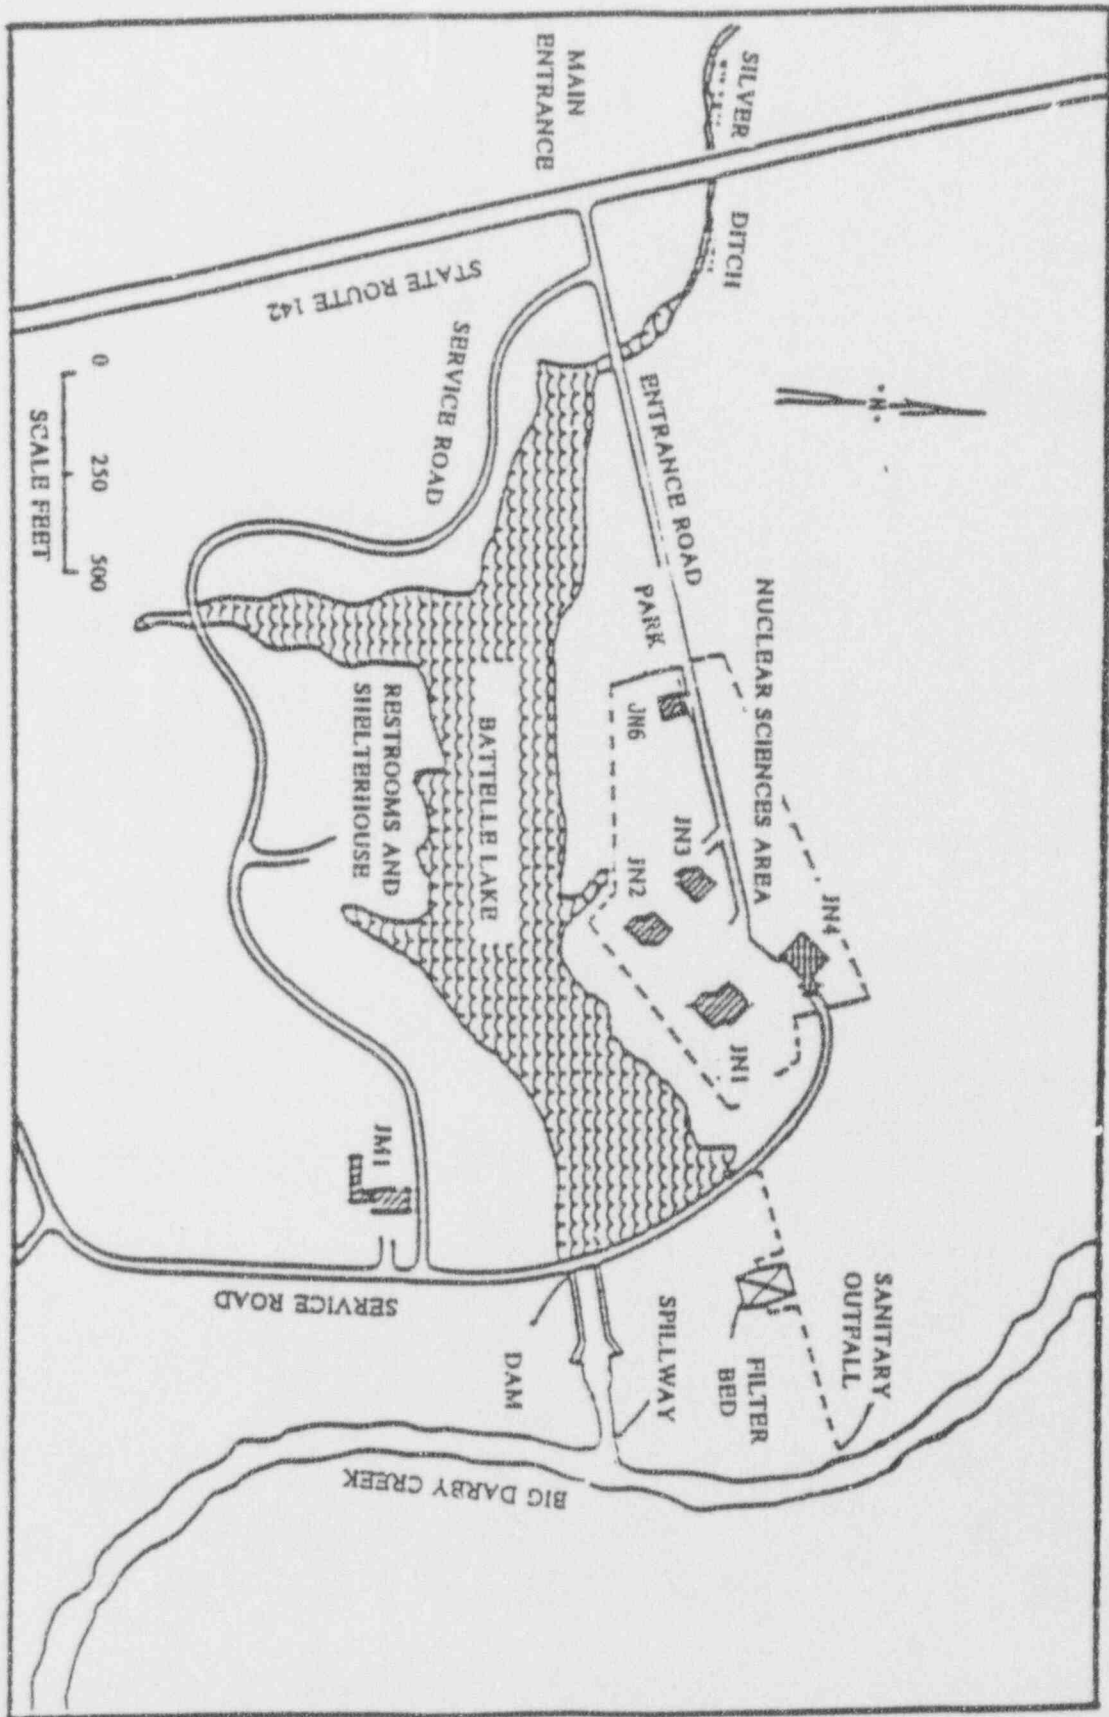 SILVER
DITCH
MAIN
ENTRANCE
STATE ROUTE 142
SERVICE ROAD
ENTRANCE ROAD
N
NUCLEAR SCIENCES AREA
PARK
JN6
JN3
JN2
JN4
JN1
BATTELLE LAKE
RESTROOMS AND
SHELTERHOUSE
0 250 500
SCALE FEET
JM1
SERVICE ROAD
DAM
SPILLWAY
FILTER
BED
SANITARY
OUTFALL
BIG DARBY CREEK